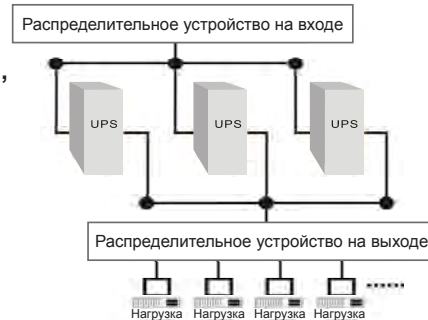 Распределительное устройство на входе
,
UPS UPS UPS
Распределительное устройство на выходе
Нагрузка Нагрузка Нагрузка Нагрузка